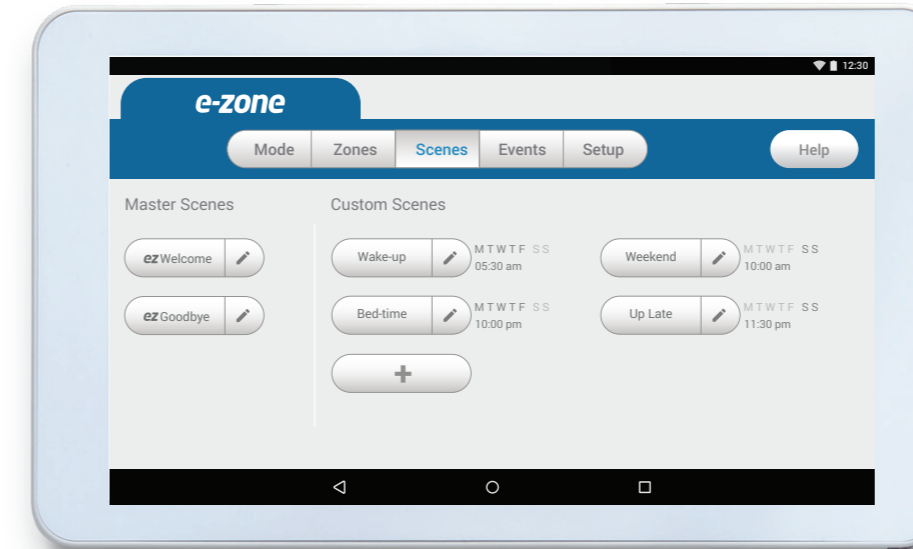 12:30
e-zone
Mode Zones Scenes Events Setup Help
Master Scenes Custom Scenes
ez Welcome Wake-up M T W T F S S Weekend M T W T F S S
05:30 am 10:00 am
ez Goodbye Bed-time M T W T F S S Up Late M T W T F S S
10:00 pm 11:30 pm
+